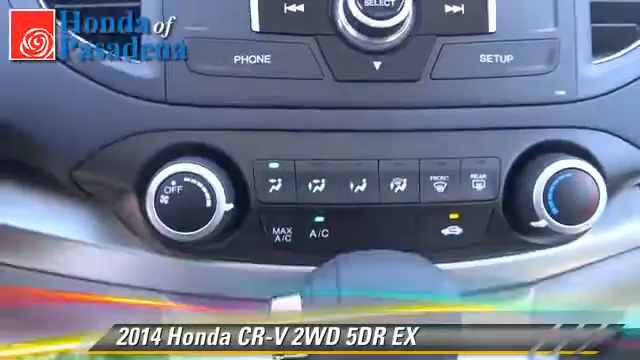 Honda of
Pasadena
SELECT
PHONE
SETUP
OFF
FRONT
REAR
MAX
A/C
A/C
2014 Honda CR-V 2WD 5DR EX